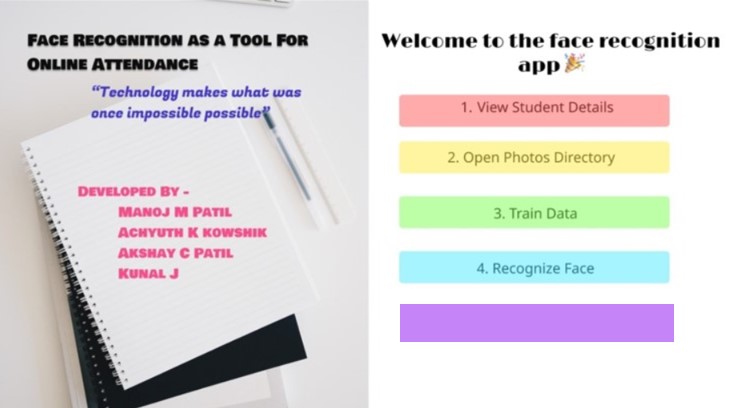 FACE RECOGNITION AS A TOOL FOR
ONLINE ATTENDANCE
“Technology makes what was
once impossible possible”
DEVELOPED BY -
MANOJ M PATIL
ACHYUTH K KOWSHIK
AKSHAY C PATIL
KUNAL J
Welcome to the face recognition
app🎉
1. View Student Details
2. Open Photos Directory
3. Train Data
4. Recognize Face